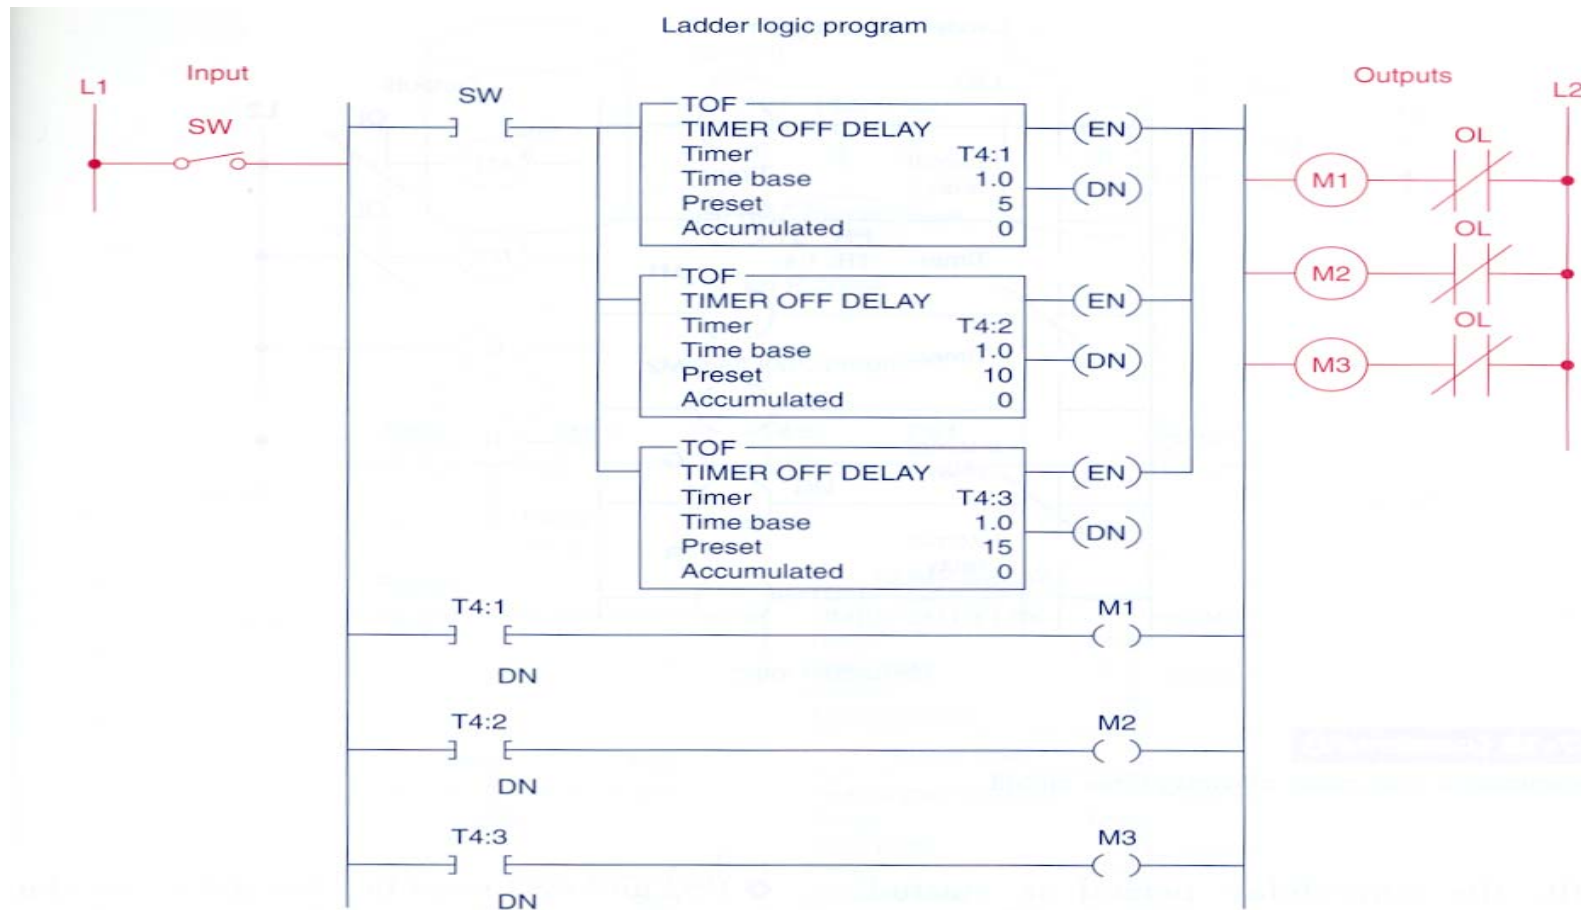 Ladder logic program
Input
Outputs
L1
L2
SW
SW
TOF
TIMER OFF DELAY
Timer T4:1
Time base 1.0
Preset 5
Accumulated 0
EN
DN
TOF
TIMER OFF DELAY
Timer T4:2
Time base 1.0
Preset 10
Accumulated 0
EN
DN
TOF
TIMER OFF DELAY
Timer T4:3
Time base 1.0
Preset 15
Accumulated 0
EN
DN
OL
M1
OL
M2
OL
M3
T4:1
DN
M1
T4:2
DN
M2
T4:3
DN
M3